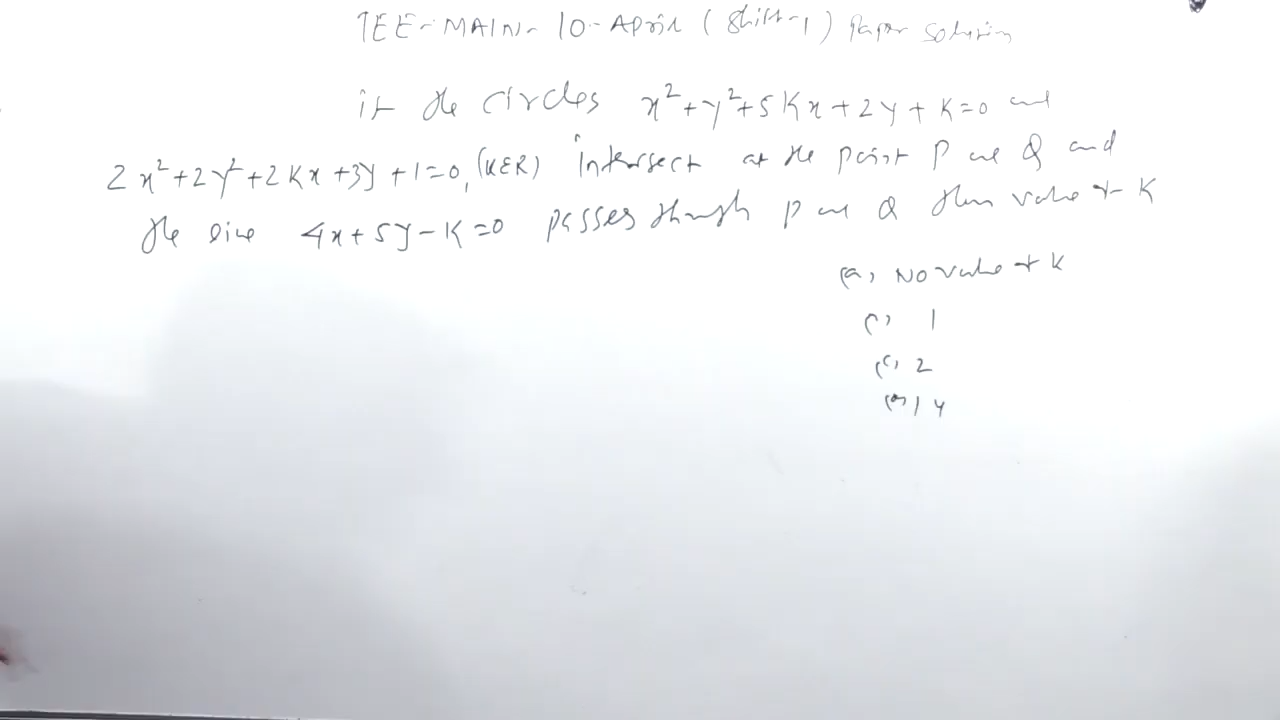 JEE-MAIN- 10-April (Shift-1) Paper Solution
if the circles x²+y²+5Kx+2y+K=0 and
2x²+2y²+2Kx+3y+1=0, (K∈R) intersect at the point P and Q and
the line 4x+5y-K=0 passes through P and Q then value of K
(a) No value of K
() 1
(c) 2
() 14